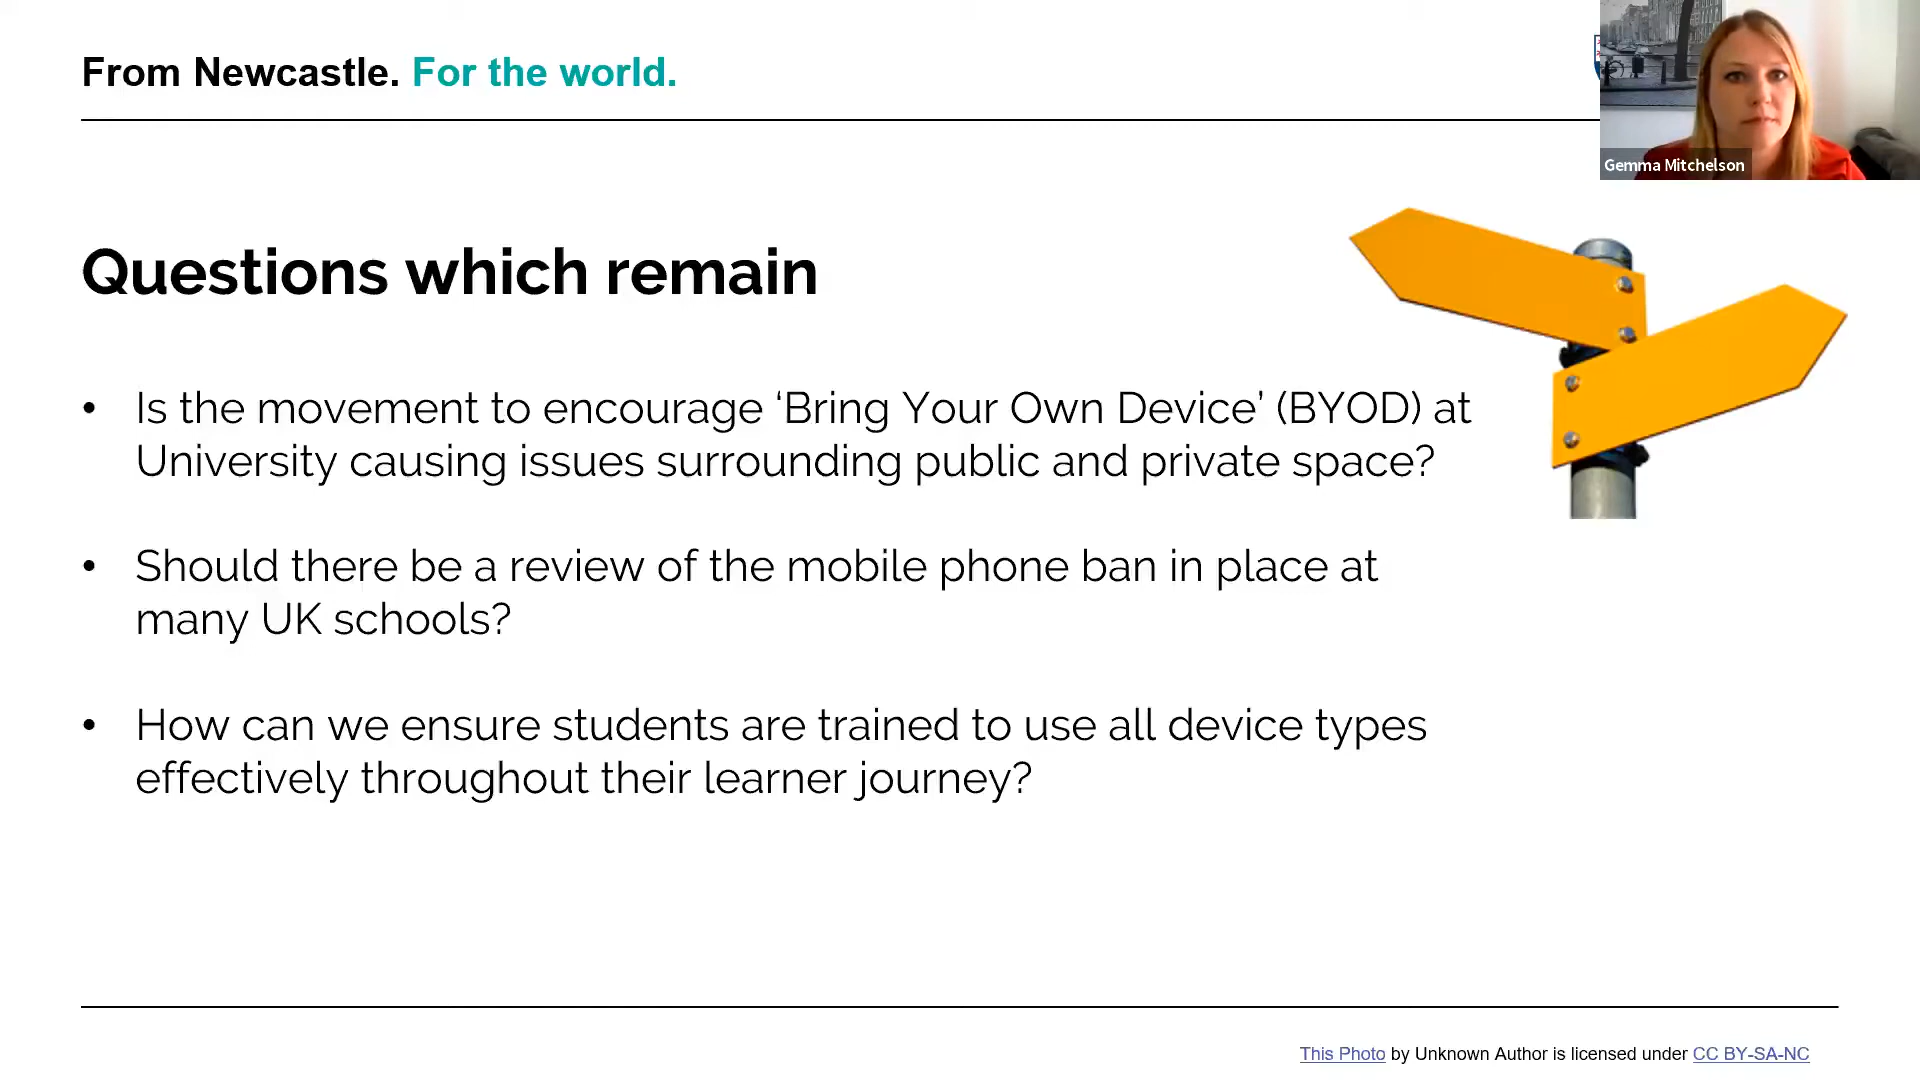 From Newcastle. For the world.
Gemma Mitchelson
Questions which remain
• Is the movement to encourage ‘Bring Your Own Device’ (BYOD) at
University causing issues surrounding public and private space?
• Should there be a review of the mobile phone ban in place at
many UK schools?
• How can we ensure students are trained to use all device types
effectively throughout their learner journey?
This Photo by Unknown Author is licensed under CC BY-SA-NC